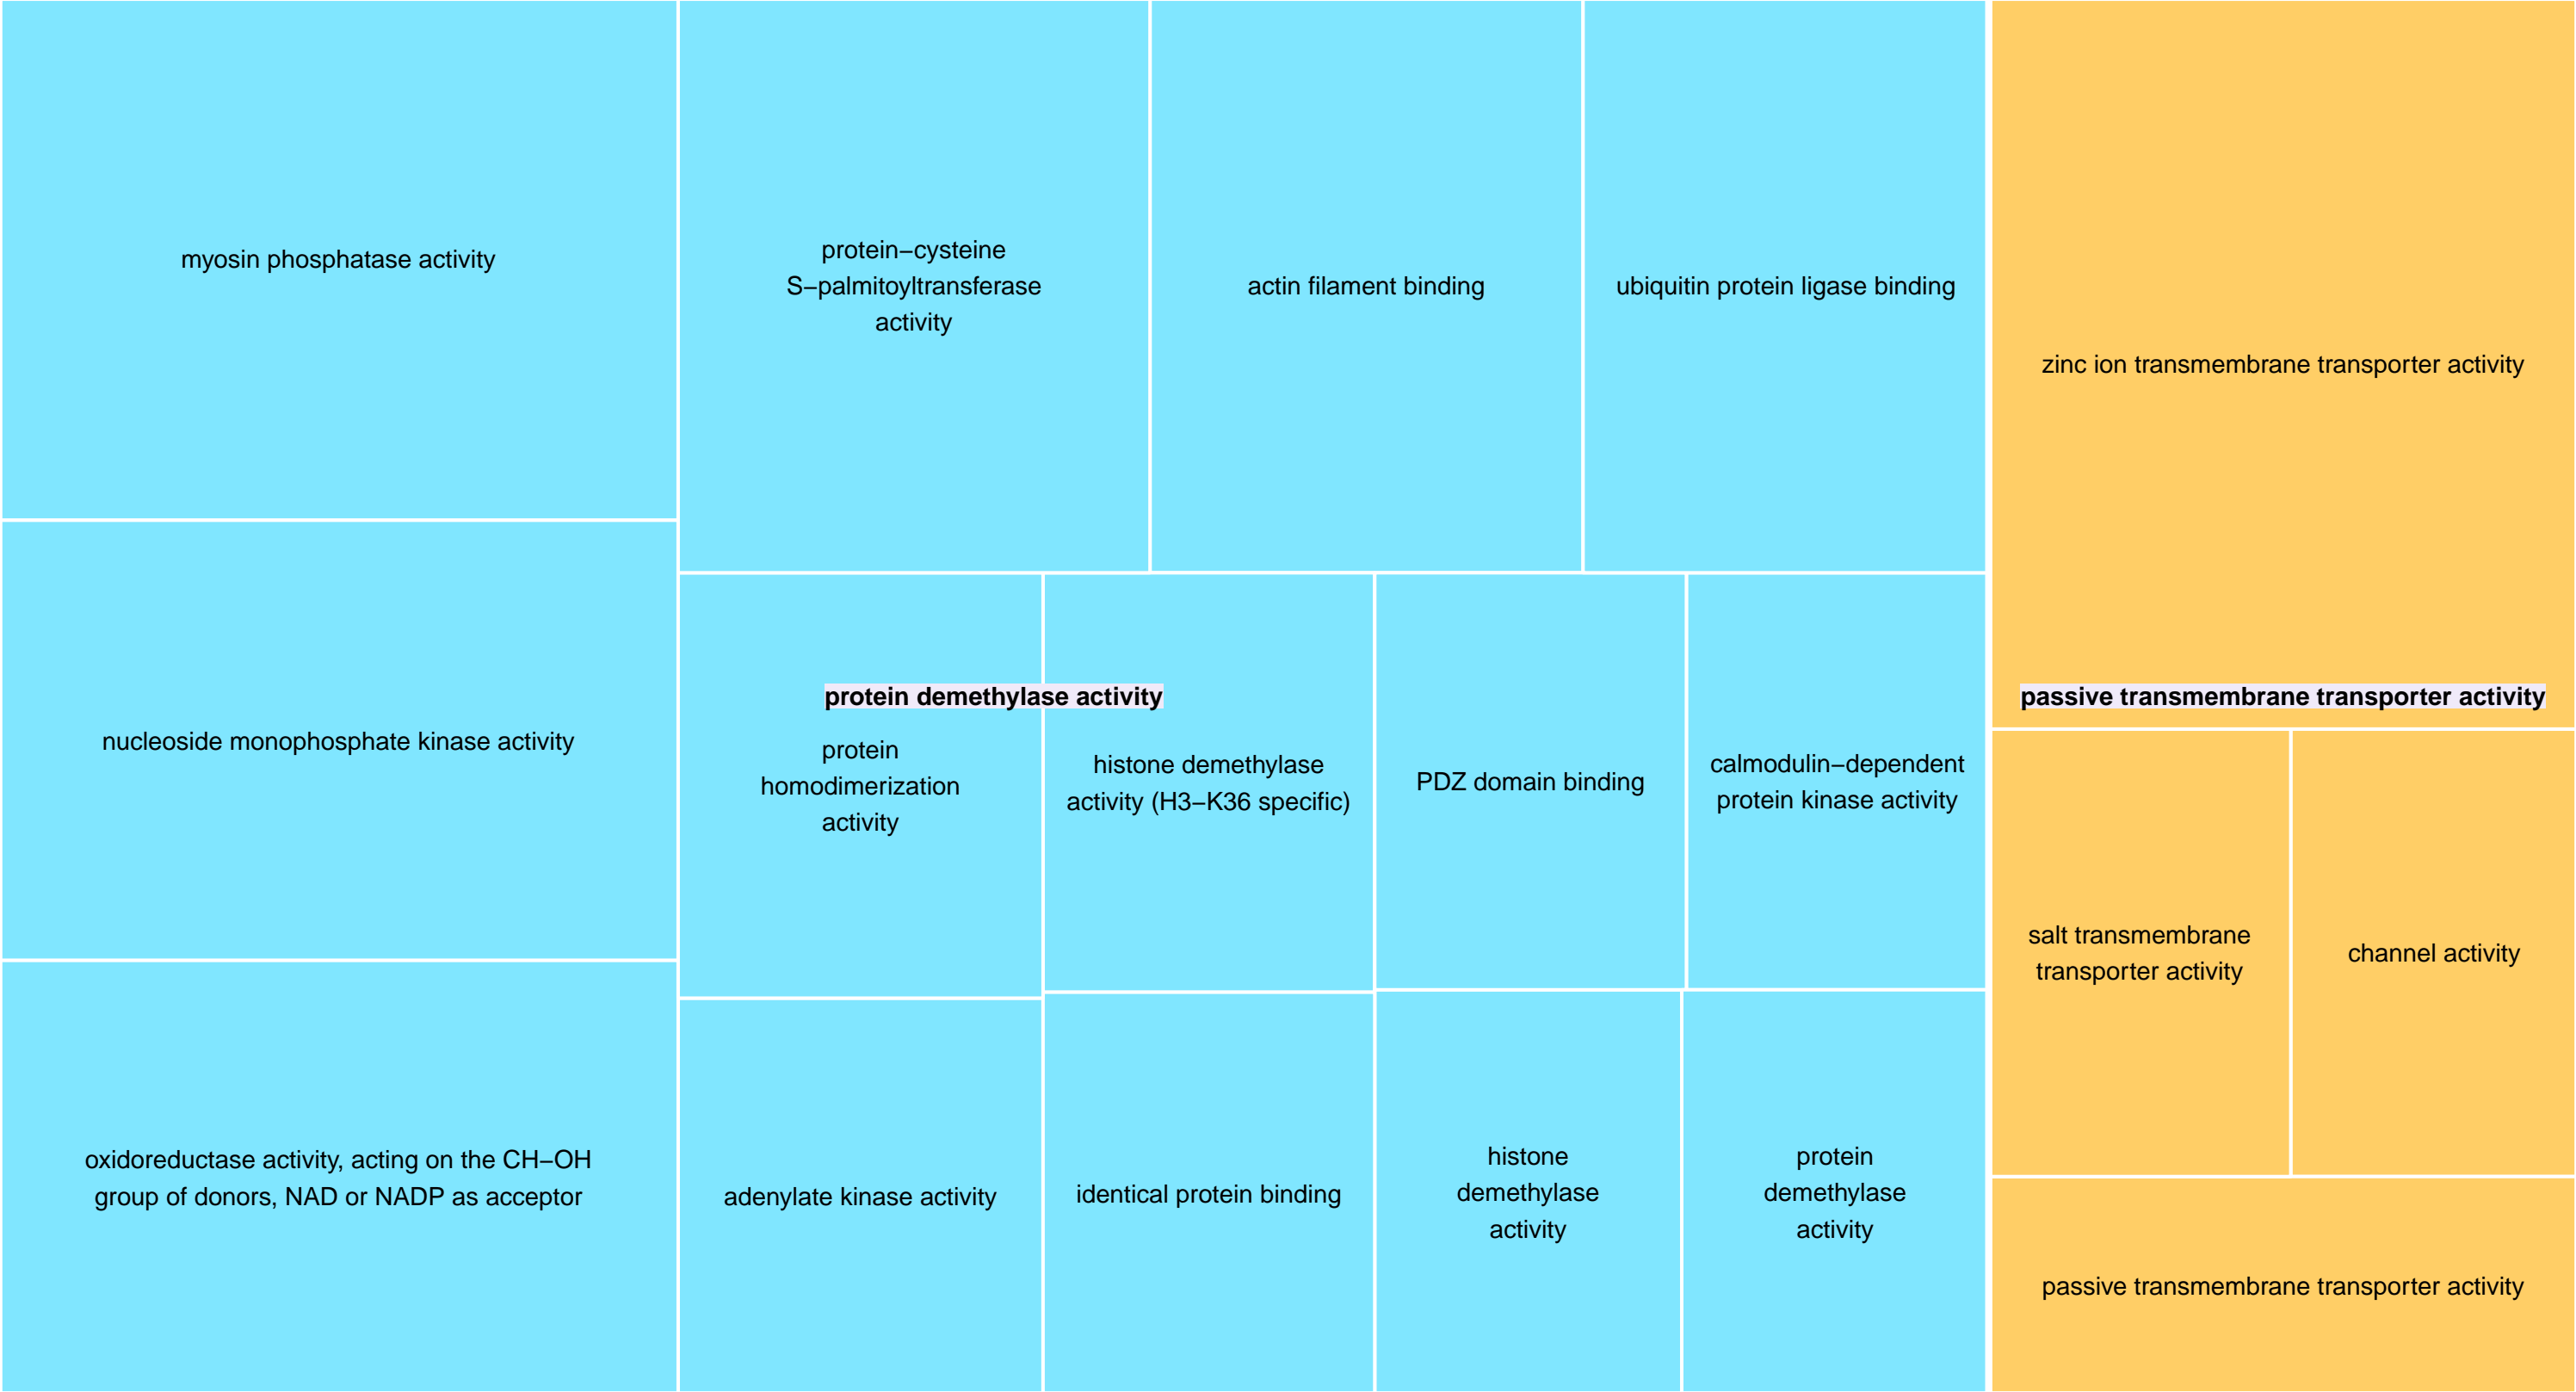 myosin phosphatase activity
protein−cysteine
S−palmitoyltransferase
activity
actin filament binding
ubiquitin protein ligase binding
zinc ion transmembrane transporter activity
nucleoside monophosphate kinase activity
protein demethylase activity
passive transmembrane transporter activity
protein
homodimerization
activity
histone demethylase
activity (H3−K36 specific)
PDZ domain binding
calmodulin−dependent
protein kinase activity
salt transmembrane
transporter activity
channel activity
oxidoreductase activity, acting on the CH−OH
group of donors, NAD or NADP as acceptor
adenylate kinase activity
identical protein binding
histone
demethylase
activity
protein
demethylase
activity
passive transmembrane transporter activity